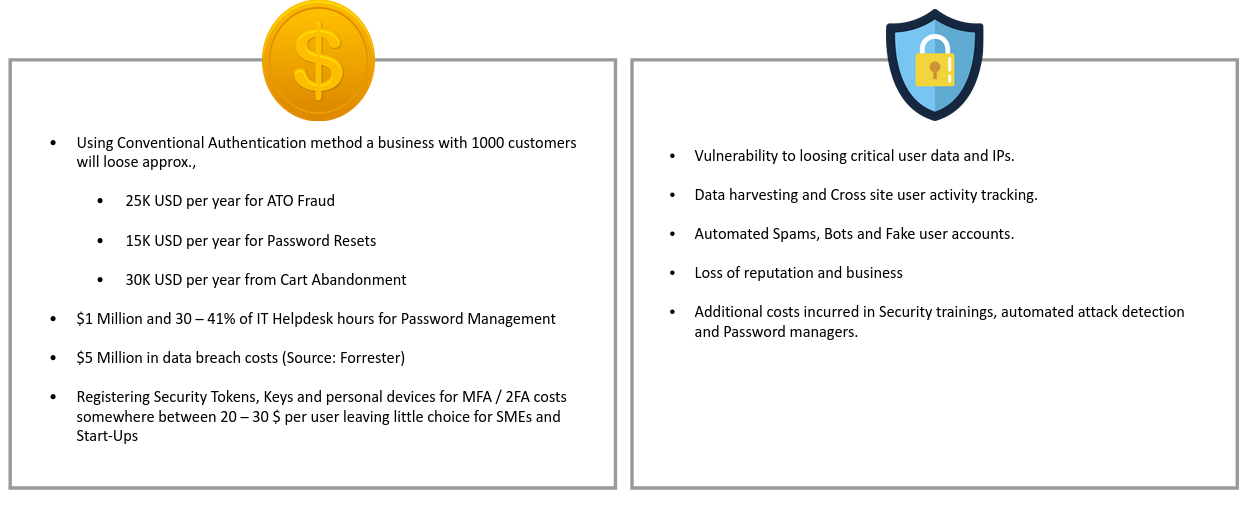 $
• Using Conventional Authentication method a business with 1000 customers
will loose approx.,
• 25K USD per year for ATO Fraud
• 15K USD per year for Password Resets
• 30K USD per year from Cart Abandonment
• $1 Million and 30 – 41% of IT Helpdesk hours for Password Management
• $5 Million in data breach costs (Source: Forrester)
• Registering Security Tokens, Keys and personal devices for MFA / 2FA costs
somewhere between 20 – 30 $ per user leaving little choice for SMEs and
Start-Ups
• Vulnerability to loosing critical user data and IPs.
• Data harvesting and Cross site user activity tracking.
• Automated Spams, Bots and Fake user accounts.
• Loss of reputation and business
• Additional costs incurred in Security trainings, automated attack detection
and Password managers.